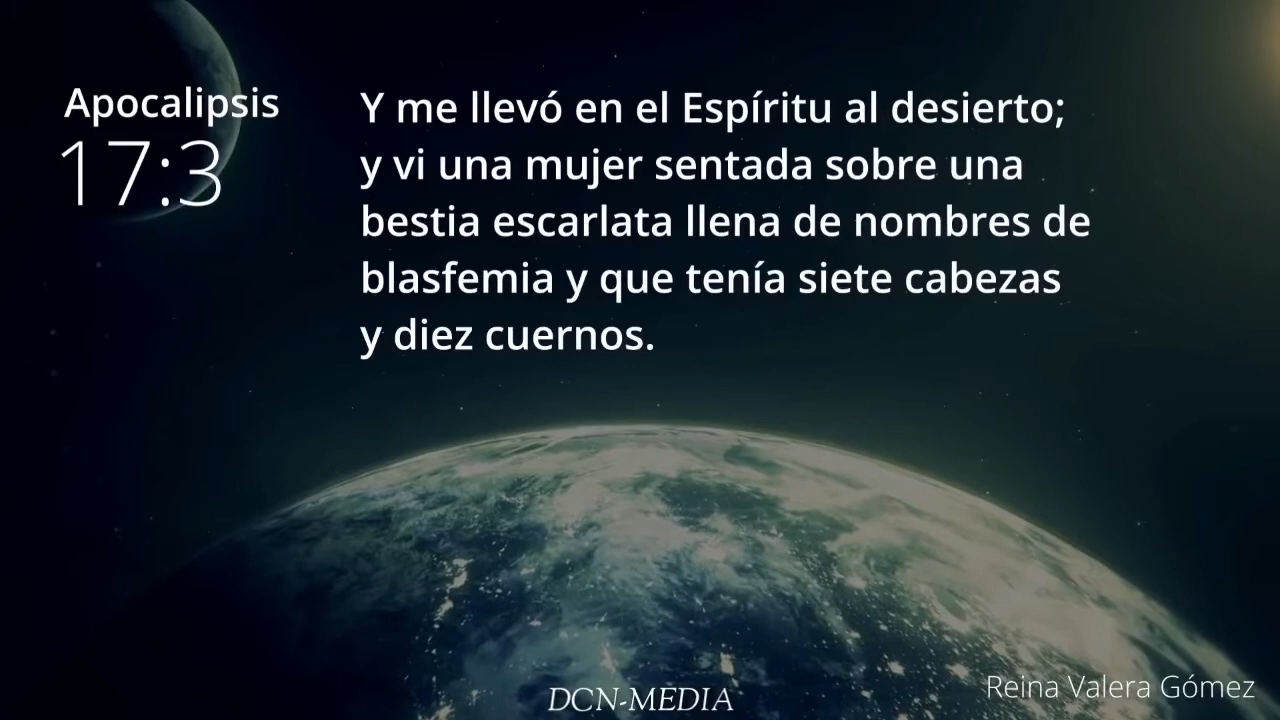 Apocalipsis
17:3
Y me llevó en el Espíritu al desierto;
y vi una mujer sentada sobre una
bestia escarlata llena de nombres de
blasfemia y que tenía siete cabezas
y diez cuernos.
DCN-MEDIA
Reina Valera Gómez